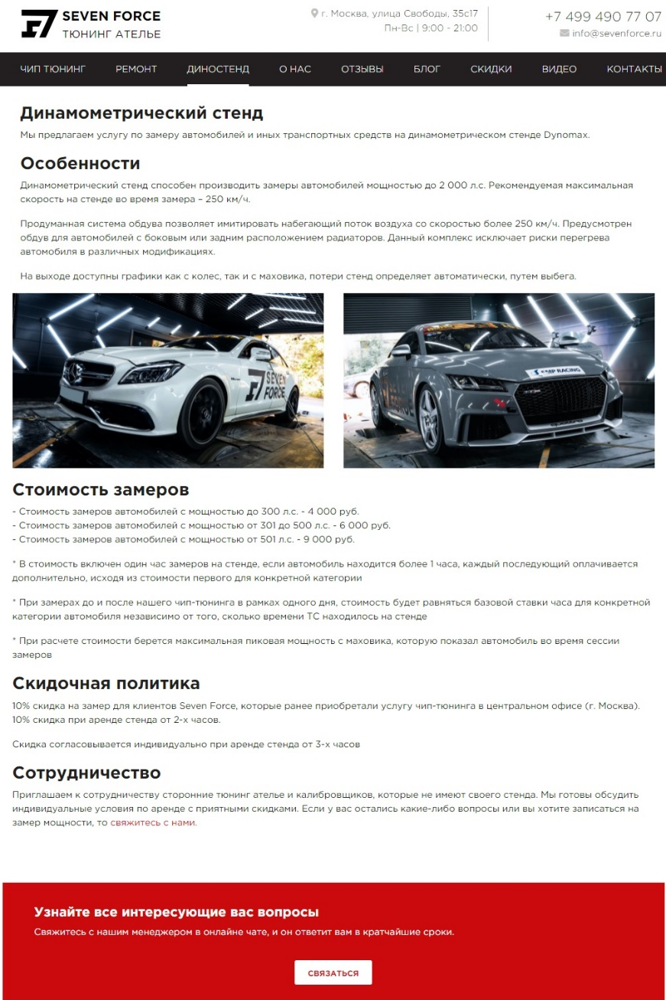 SEVEN FORCE
ТЮНИНГ АТЕЛЬЕ
г. Москва, улица Свободы, 35с17
Пн-Вс | 9:00 - 21:00
+7 499 490 77 07
info@sevenforce.ru
ЧИП ТЮНИНГ РЕМОНТ ДИНОСТЕНД О НАС ОТЗЫВЫ БЛОГ СКИДКИ ВИДЕО КОНТАКТЫ
Динамометрический стенд
Мы предлагаем услугу по замеру автомобилей и иных транспортных средств на динамометрическом стенде Dynomax.
Особенности
Динамометрический стенд способен производить замеры автомобилей мощностью до 2 000 л.с. Рекомендуемая максимальная
скорость на стенде во время замера – 250 км/ч.
Продуманная система обдува позволяет имитировать набегающий поток воздуха со скоростью более 250 км/ч. Предусмотрен
обдув для автомобилей с боковым или задним расположением радиаторов. Данный комплекс исключает риски перегрева
автомобиля в различных модификациях.
На выходе доступны графики как с колес, так и с маховика, потери стенд определяет автоматически, путем выбега.
SEVEN
FORCE
EMP RACING
quattro
Стоимость замеров
- Стоимость замеров автомобилей с мощностью до 300 л.с. - 4 000 руб.
- Стоимость замеров автомобилей с мощностью от 301 до 500 л.с. - 6 000 руб.
- Стоимость замеров автомобилей с мощностью от 501 л.с. - 9 000 руб.
* В стоимость включен один час замеров на стенде, если автомобиль находится более 1 часа, каждый последующий оплачивается
дополнительно, исходя из стоимости первого для конкретной категории
* При замерах до и после нашего чип-тюнинга в рамках одного дня, стоимость будет равняться базовой ставки часа для конкретной
категории автомобиля независимо от того, сколько времени ТС находилось на стенде
* При расчете стоимости берется максимальная пиковая мощность с маховика, которую показал автомобиль во время сессии
замеров
Скидочная политика
10% скидка на замер для клиентов Seven Force, которые ранее приобретали услугу чип-тюнинга в центральном офисе (г. Москва).
10% скидка при аренде стенда от 2-х часов.
Скидка согласовывается индивидуально при аренде стенда от 3-х часов
Сотрудничество
Приглашаем к сотрудничеству сторонние тюнинг ателье и калибровщиков, которые не имеют своего стенда. Мы готовы обсудить
индивидуальные условия по аренде с приятными скидками. Если у вас остались какие-либо вопросы или вы хотите записаться на
замер мощности, то свяжитесь с нами.
Узнайте все интересующие вас вопросы
Свяжитесь с нашим менеджером в онлайне чате, и он ответит вам в кратчайшие сроки.
СВЯЗАТЬСЯ